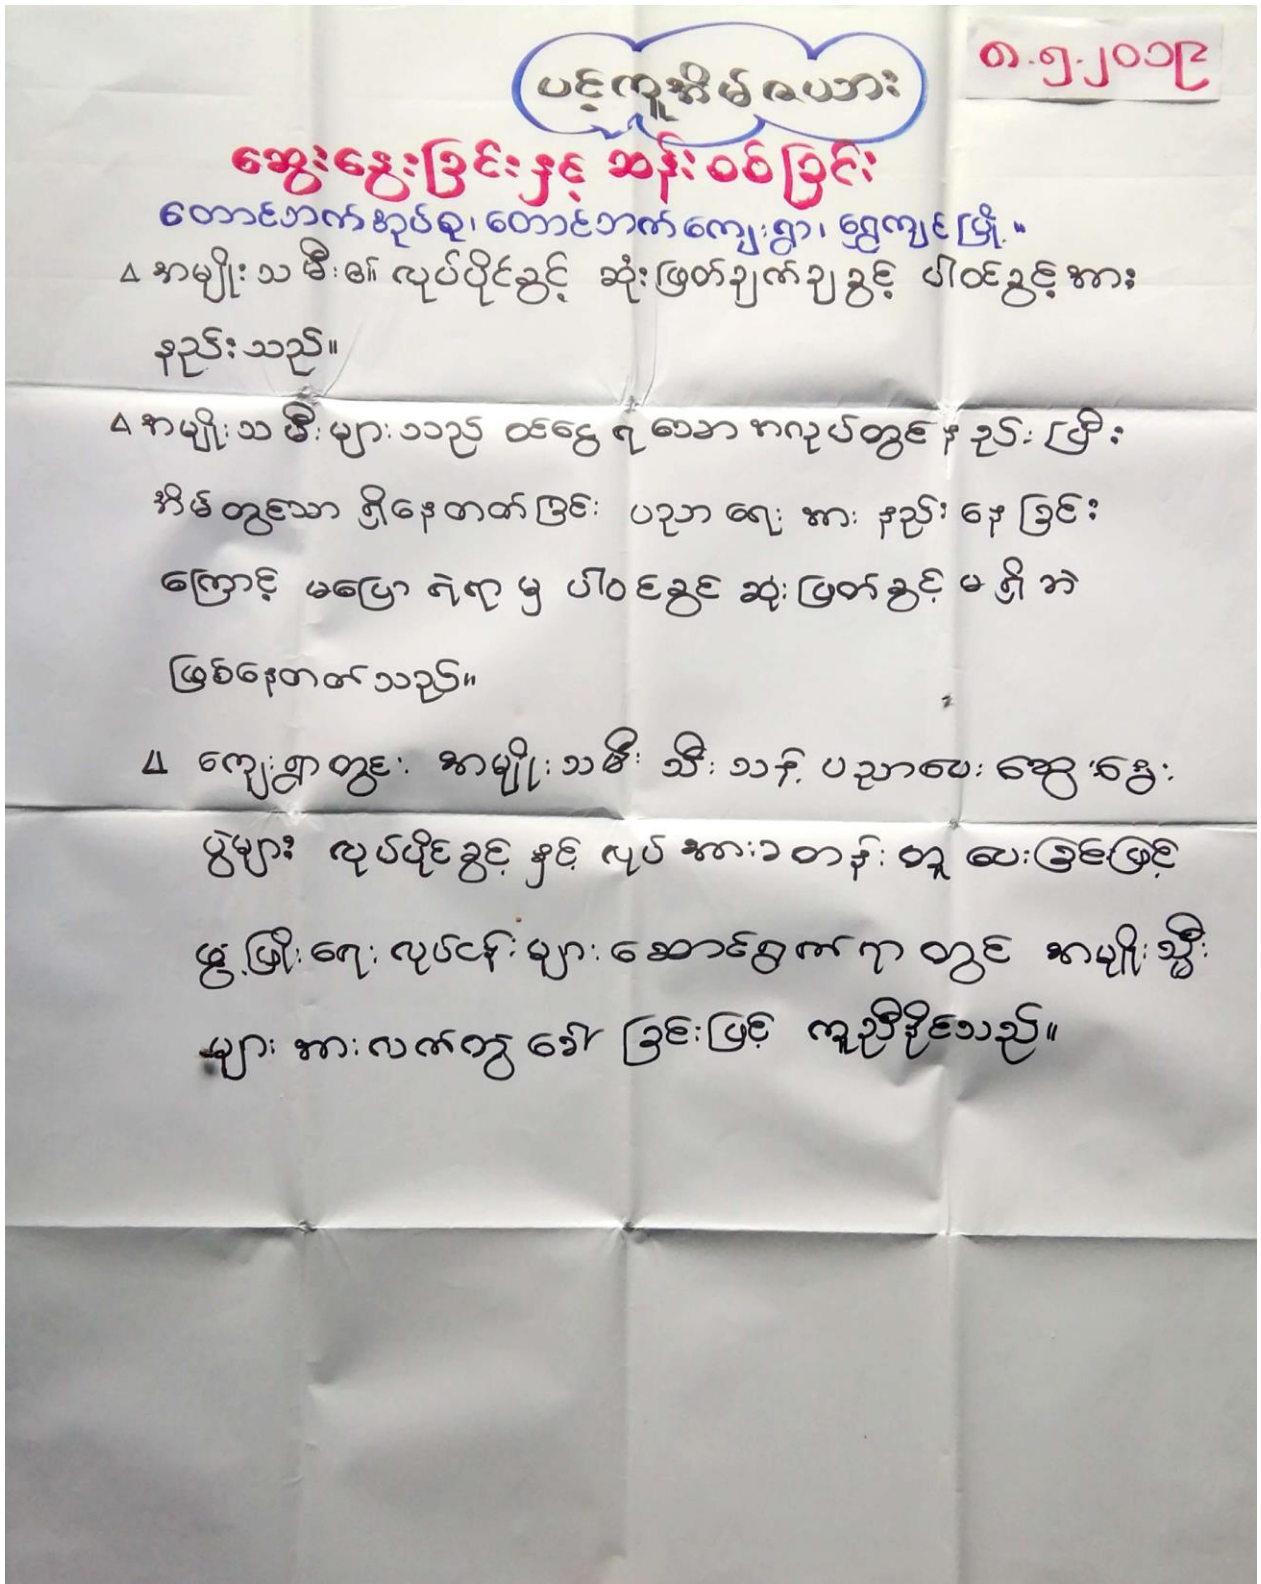 ပင့်ကူအိမ်ဇယား
၈.၅.၂၀၁၉
ဆွေးနွေးခြင်းနှင့် ဆန်းစစ်ခြင်း
တောင်ဘက်အုပ်စု၊ တောင်ဘက်ကျေးရွာ၊ ရွှေကျင်မြို့။
∆ အမျိုးသမီး၏ လုပ်ပိုင်ခွင့် ဆုံးဖြတ်ချက်ချခွင့် ပါဝင်ခွင့်အား
နည်းသည်။
∆ အမျိုးသမီးများသည် ဝင်ငွေရသောအလုပ်တွင်နည်းပြီး
အိမ်တွင်သာ ရှိနေတတ်ခြင်း ပညာရေး အား နည်းနေခြင်း
ကြောင့် မပြောရဲရာမှ ပါဝင်ခွင် ဆုံးဖြတ်ခွင့် မရှိဘဲ
ဖြစ်နေတတ်သည်။
∆ ကျေးရွာတွင်း အမျိုးသမီး သီးသန့် ပညာပေး ဆွေးနွေး
ပွဲများ လုပ်ပိုင်ခွင့် နှင့် လုပ်အားခတန်းတူ ပေးခြင်းဖြင့်
ဖွံ့ဖြိုးရေး လုပ်ငန်းများ ဆောင်ရွက်ရာတွင် အမျိုးသ္မီး
များအား လက်တွဲခေါ်ခြင်းဖြင့် ကူညီနိုင်သည်။